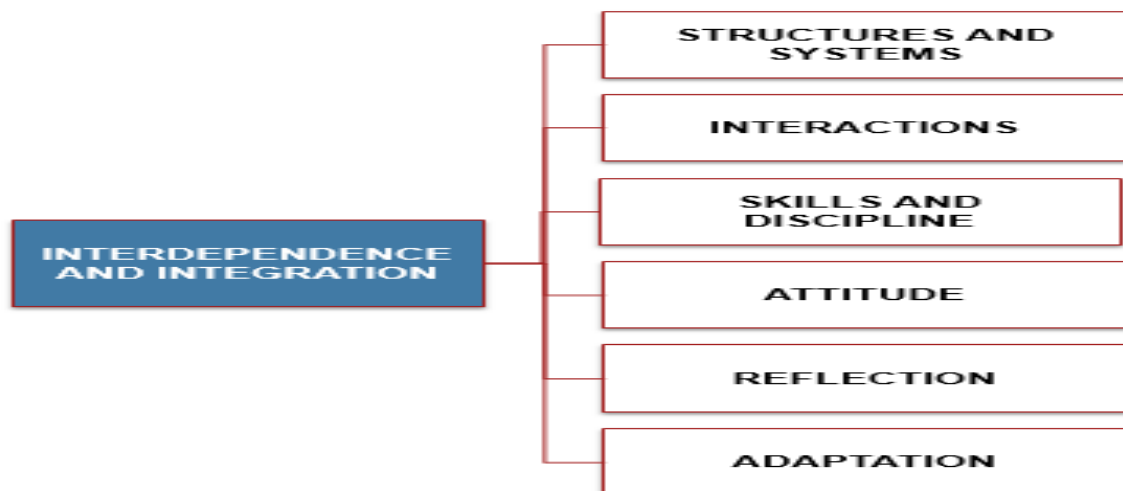 STRUCTURES AND
SYSTEMS
INTERACTIONS
SKILLS AND
DISCIPLINE
INTERDEPENDENCE
AND INTEGRATION
ATTITUDE
REFLECTION
ADAPTATION